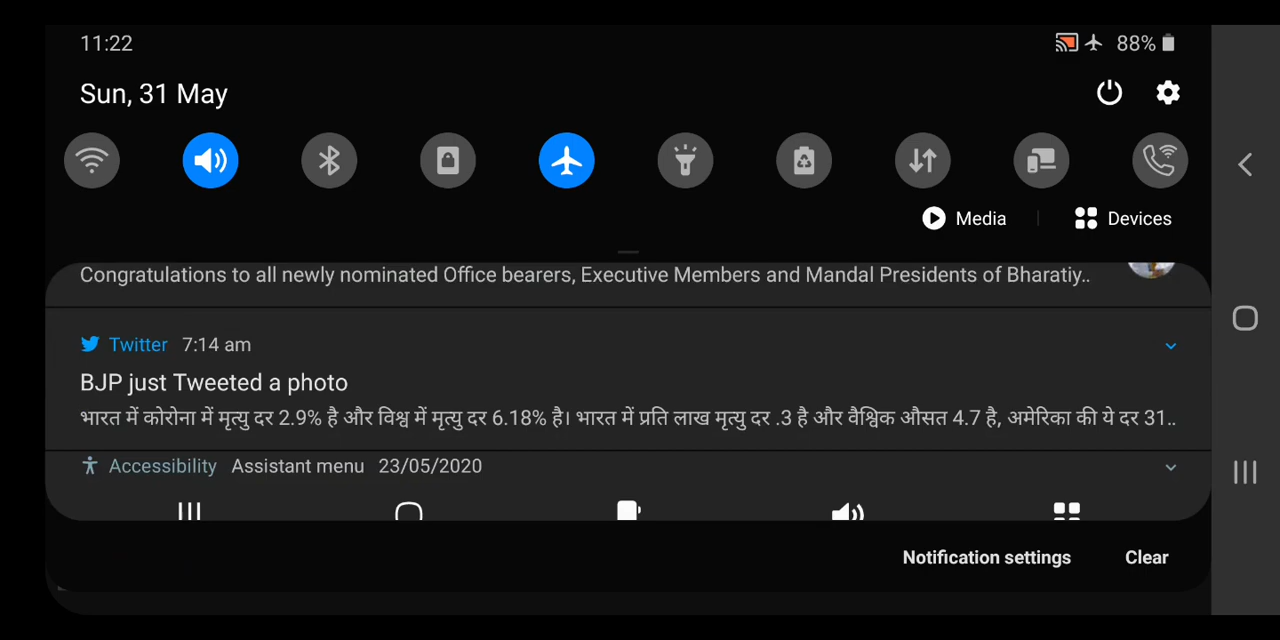 11:22
88%
Sun, 31 May
Media
Devices
Congratulations to all newly nominated Office bearers, Executive Members and Mandal Presidents of Bharatiy..
Twitter 7:14 am
BJP just Tweeted a photo
भारत में कोरोना में मृत्यु दर 2.9% है और विश्व में मृत्यु दर 6.18% है। भारत में प्रति लाख मृत्यु दर .3 है और वैश्विक औसत 4.7 है, अमेरिका की ये दर 31..
Accessibility Assistant menu 23/05/2020
Notification settings
Clear